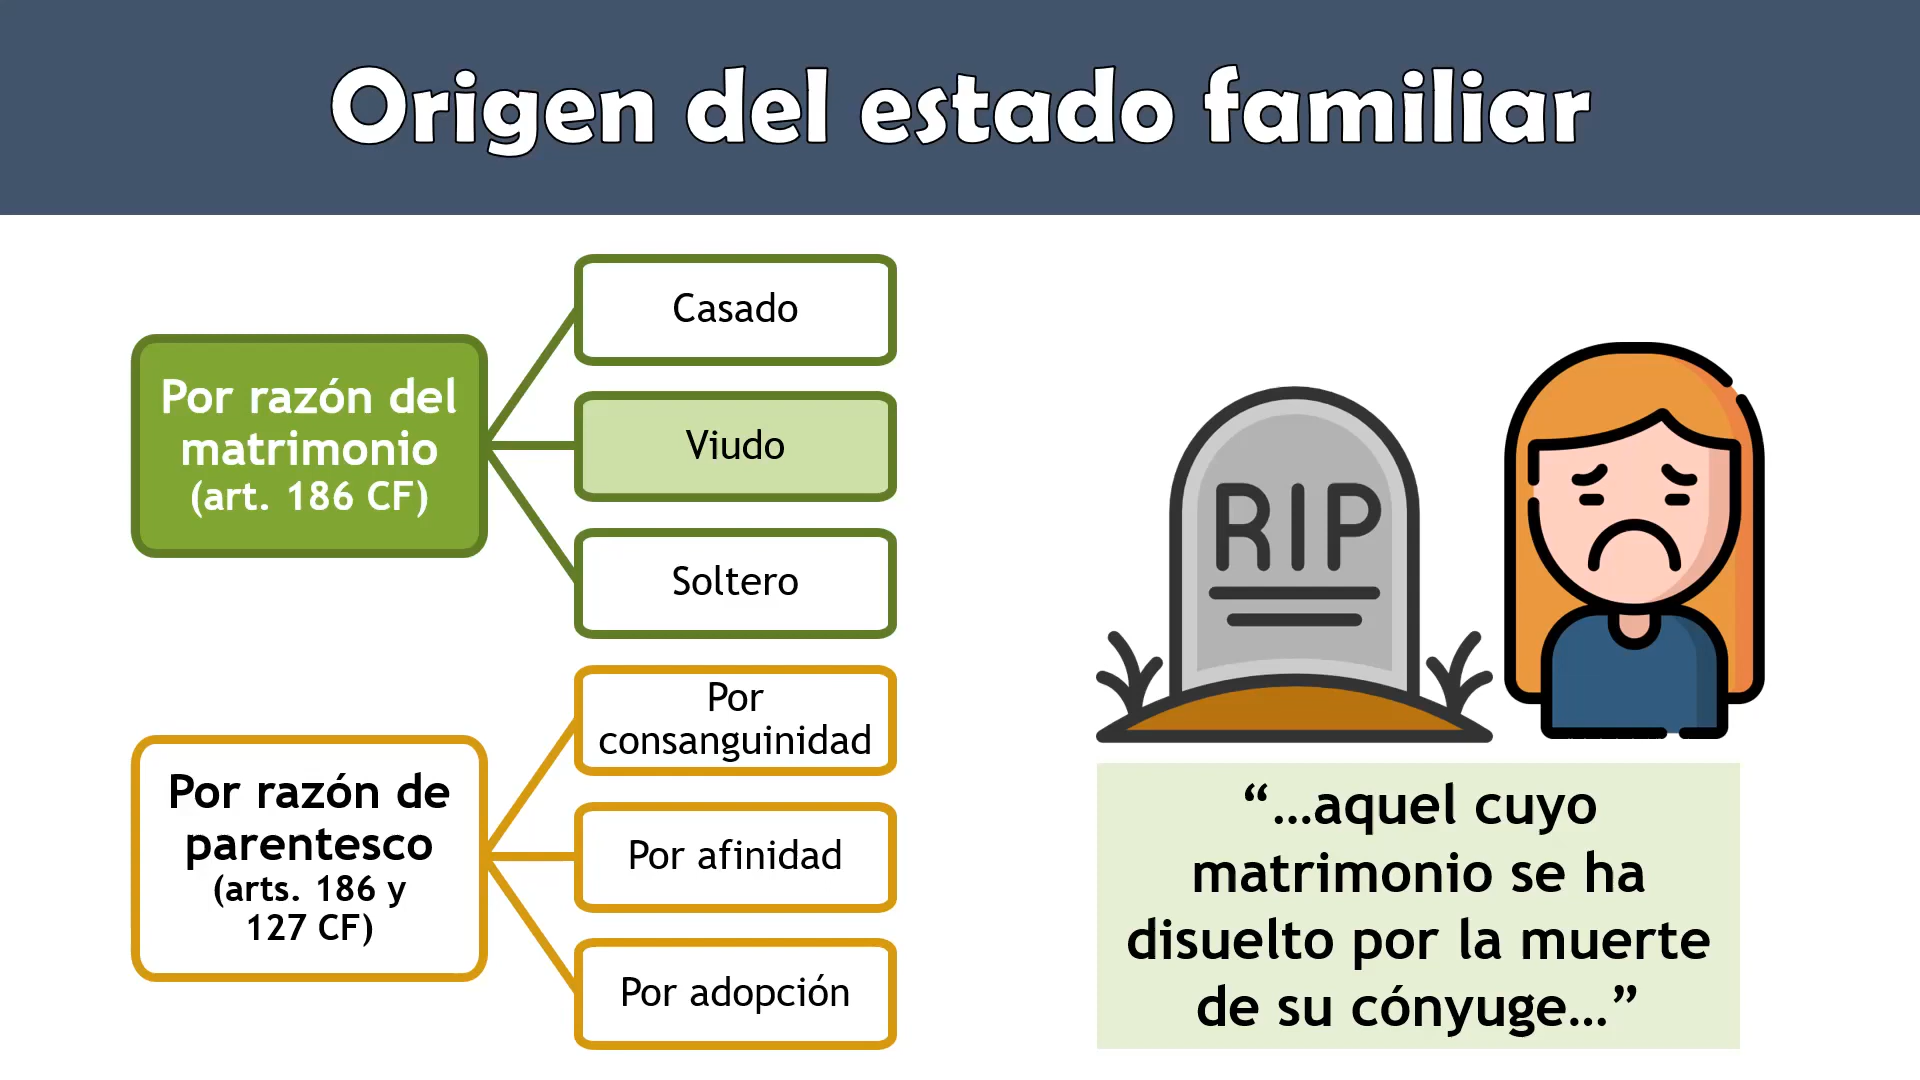 Origen del estado familiar
Por razón del
matrimonio
(art. 186 CF)
Casado
Viudo
Soltero
Por razón de
parentesco
(arts. 186 y
127 CF)
Por
consanguinidad
Por afinidad
Por adopción
RIP
“…aquel cuyo
matrimonio se ha
disuelto por la muerte
de su cónyuge…”